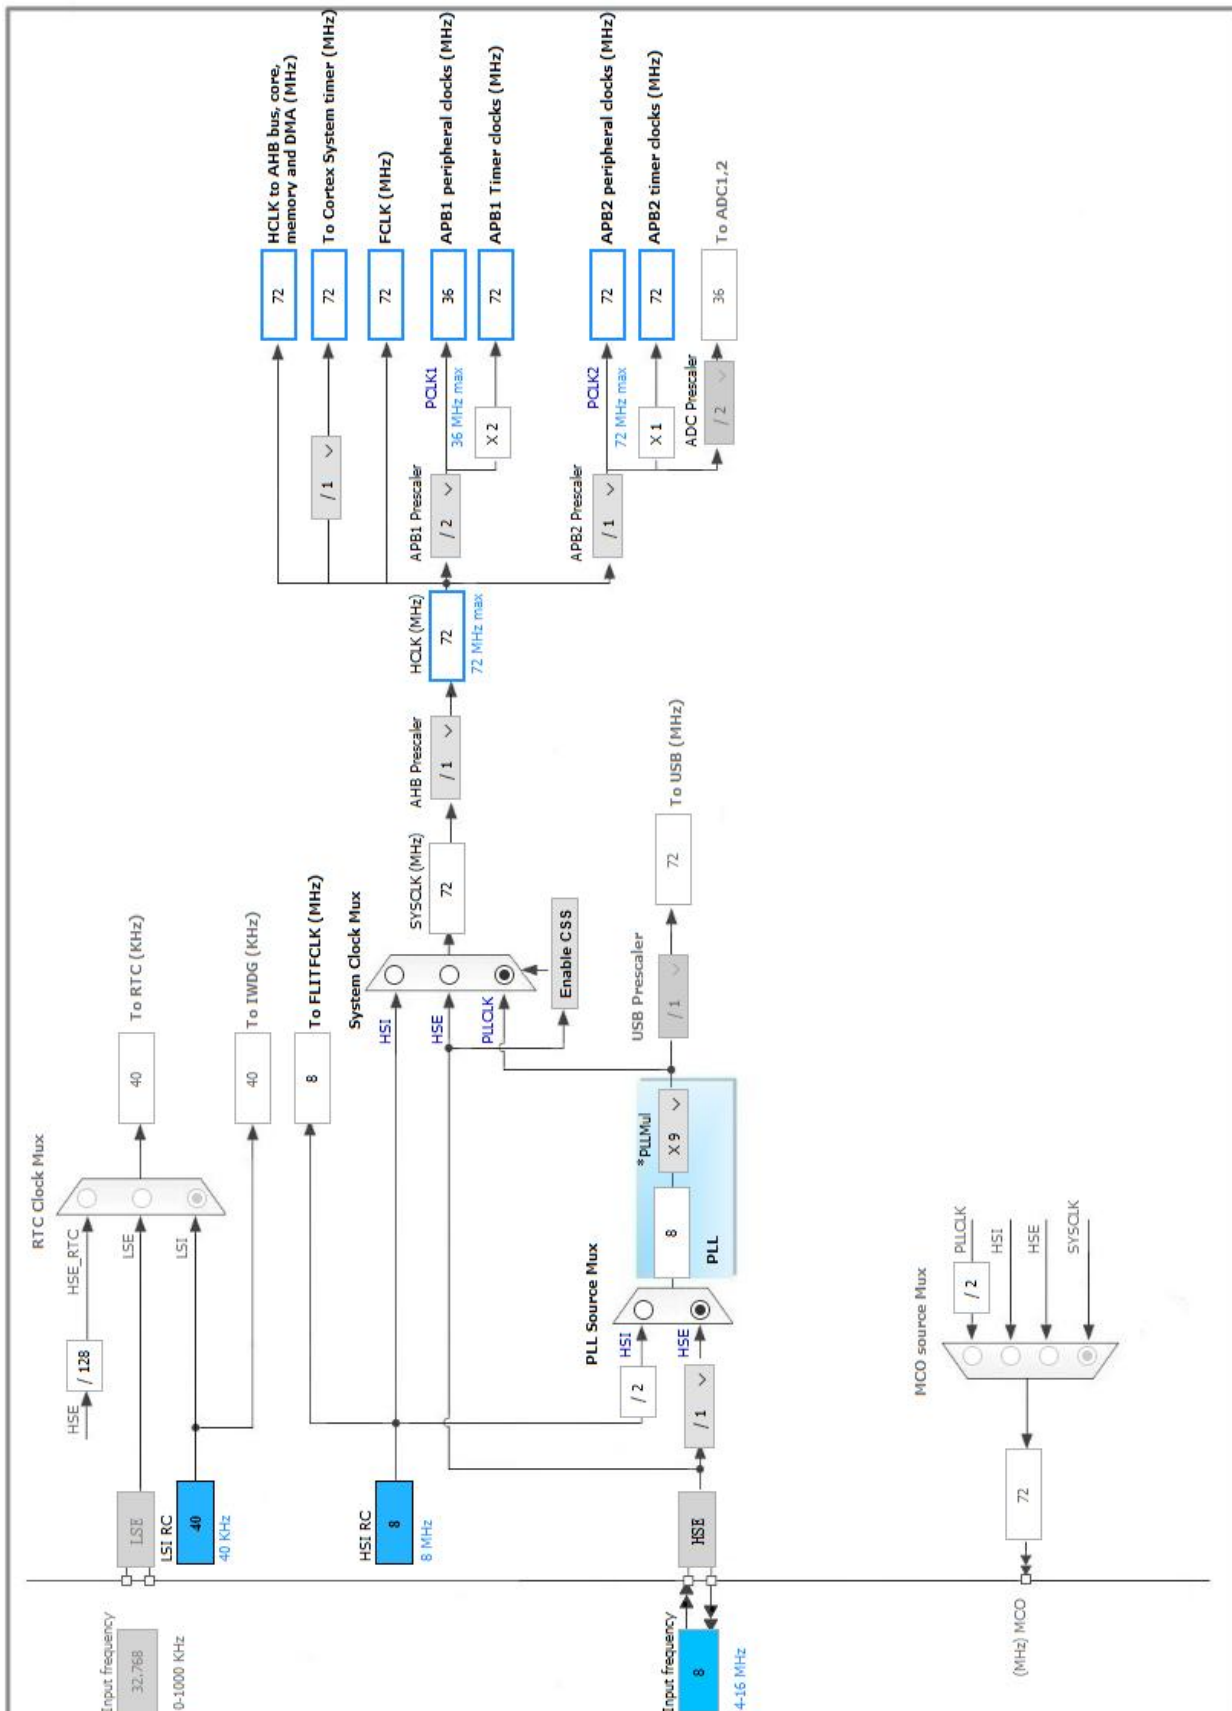 Input frequency
32.768
0-1000 KHz
LSE
LSI RC
40
40 KHz
HSE
/ 128
HSE_RTC
LSE
LSI
RTC Clock Mux
40
To RTC (KHz)
40
To IWDG (KHz)
8
To FLITFCLK (MHz)
HSI RC
8
8 MHz
Input frequency
8
4-16 MHz
HSE
/ 1
/ 2
HSI
HSE
PLL Source Mux
8
*PLLMul
X 9
PLL
USB Prescaler
/ 1
72
To USB (MHz)
System Clock Mux
HSI
HSE
PLLCLK
Enable CSS
SYSCLK (MHz)
72
AHB Prescaler
/ 1
HCLK (MHz)
72
72 MHz max
/ 1
APB1 Prescaler
/ 2
PCLK1
36 MHz max
X 2
APB2 Prescaler
/ 1
PCLK2
72 MHz max
X 1
ADC Prescaler
/ 2
72
HCLK to AHB bus, core,
memory and DMA (MHz)
72
To Cortex System timer (MHz)
72
FCLK (MHz)
36
APB1 peripheral clocks (MHz)
72
APB1 Timer clocks (MHz)
72
APB2 peripheral clocks (MHz)
72
APB2 timer clocks (MHz)
36
To ADC1,2
(MHz) MCO
72
MCO source Mux
/ 2
PLLCLK
HSI
HSE
SYSCLK